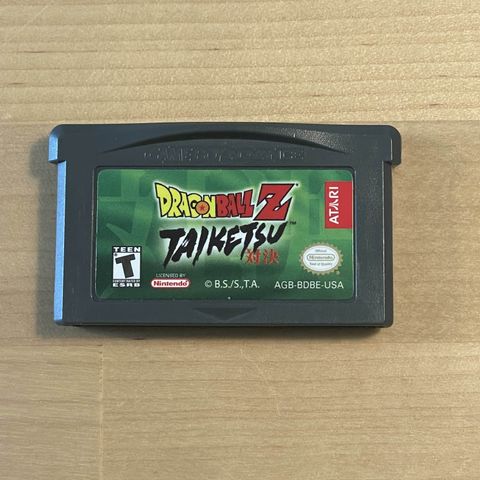 GAME BOY ADVANCE
DRAGON BALL Z
TAIKETSU™
対決
ATARI
TEEN
T
ESRB
LICENSED BY
Nintendo
Official
Nintendo
Seal of Quality
© B.S./S.,T.A.
AGB-BDBE-USA